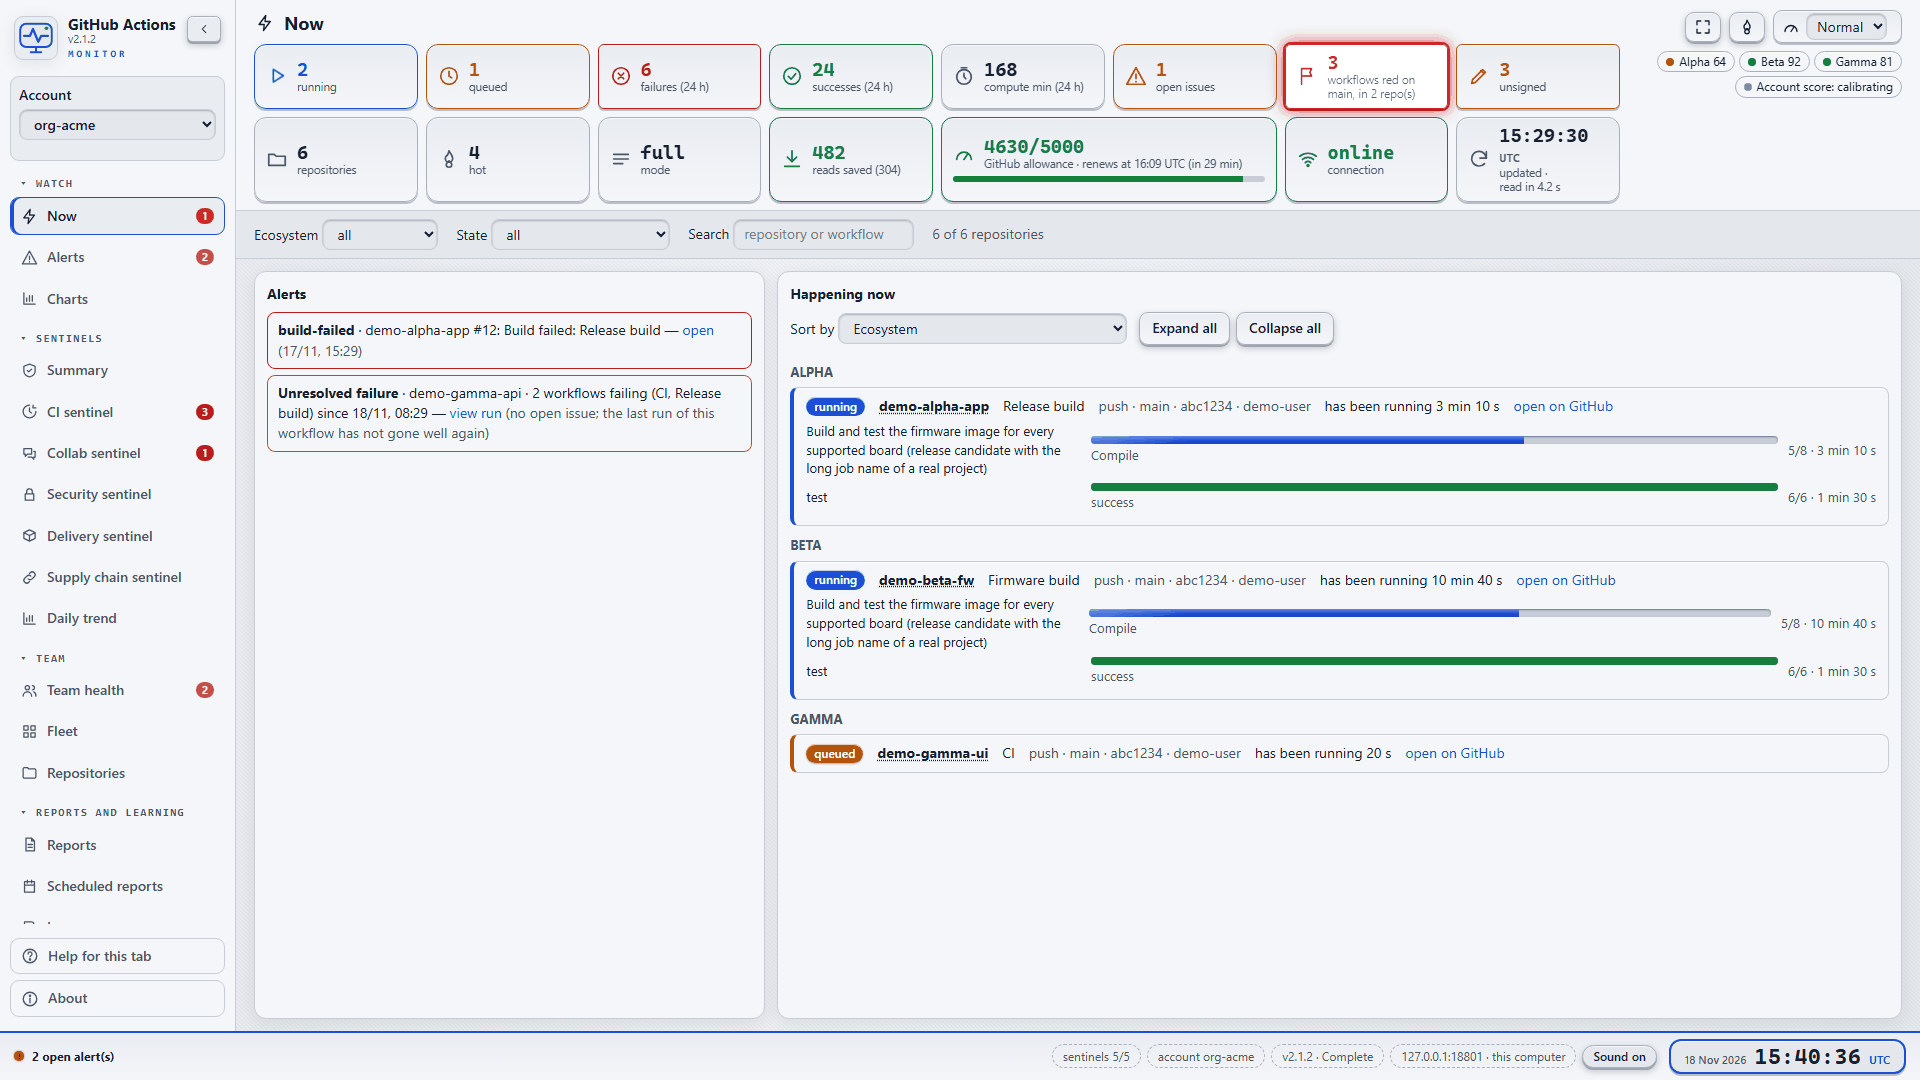 GitHub Actions
v2.1.2
MONITOR
Account
org-acme
WATCH
Now 1
Alerts 2
Charts
SENTINELS
Summary
CI sentinel 3
Collab sentinel 1
Security sentinel
Delivery sentinel
Supply chain sentinel
Daily trend
TEAM
Team health 2
Fleet
Repositories
REPORTS AND LEARNING
Reports
Scheduled reports
Help for this tab
About
Now
2
running
1
queued
6
failures (24 h)
24
successes (24 h)
168
compute min (24 h)
1
open issues
3
workflows red on
main, in 2 repo(s)
3
unsigned
6
repositories
4
hot
full
mode
482
reads saved (304)
4630/5000
GitHub allowance · renews at 16:09 UTC (in 29 min)
online
connection
15:29:30
UTC
updated ·
read in 4.2 s
Normal
Alpha 64
Beta 92
Gamma 81
Account score: calibrating
Ecosystem all
State all
Search repository or workflow
6 of 6 repositories
Alerts
build-failed · demo-alpha-app #12: Build failed: Release build — open
(17/11, 15:29)
Unresolved failure · demo-gamma-api · 2 workflows failing (CI, Release
build) since 18/11, 08:29 — view run (no open issue; the last run of this
workflow has not gone well again)
Happening now
Sort by Ecosystem
Expand all
Collapse all
ALPHA
running demo-alpha-app Release build push · main · abc1234 · demo-user has been running 3 min 10 s open on GitHub
Build and test the firmware image for every
supported board (release candidate with the
long job name of a real project)
Compile
5/8 · 3 min 10 s
test
success
6/6 · 1 min 30 s
BETA
running demo-beta-fw Firmware build push · main · abc1234 · demo-user has been running 10 min 40 s open on GitHub
Build and test the firmware image for every
supported board (release candidate with the
long job name of a real project)
Compile
5/8 · 10 min 40 s
test
success
6/6 · 1 min 30 s
GAMMA
queued demo-gamma-ui CI push · main · abc1234 · demo-user has been running 20 s open on GitHub
2 open alert(s)
sentinels 5/5
account org-acme
v2.1.2 · Complete
127.0.0.1:18801 · this computer
Sound on
18 Nov 2026 15:40:36 UTC